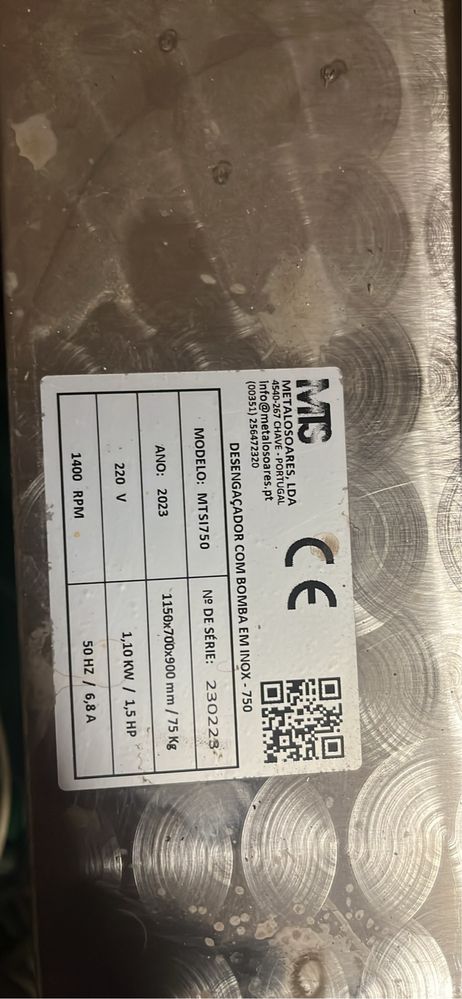 MTS
METALOSOARES, LDA
4540-267 CHAVE - PORTUGAL
Info@metalosoares.pt
(00351) 256472320
CE
DESENGAÇADOR COM BOMBA EM INOX - 750
MODELO: MTSI750 Nº DE SÉRIE: 230223
ANO: 2023 1150x700x900 mm / 75 Kg
220 V 1,10 KW / 1,5 HP
1400 RPM 50 HZ / 6,8 A